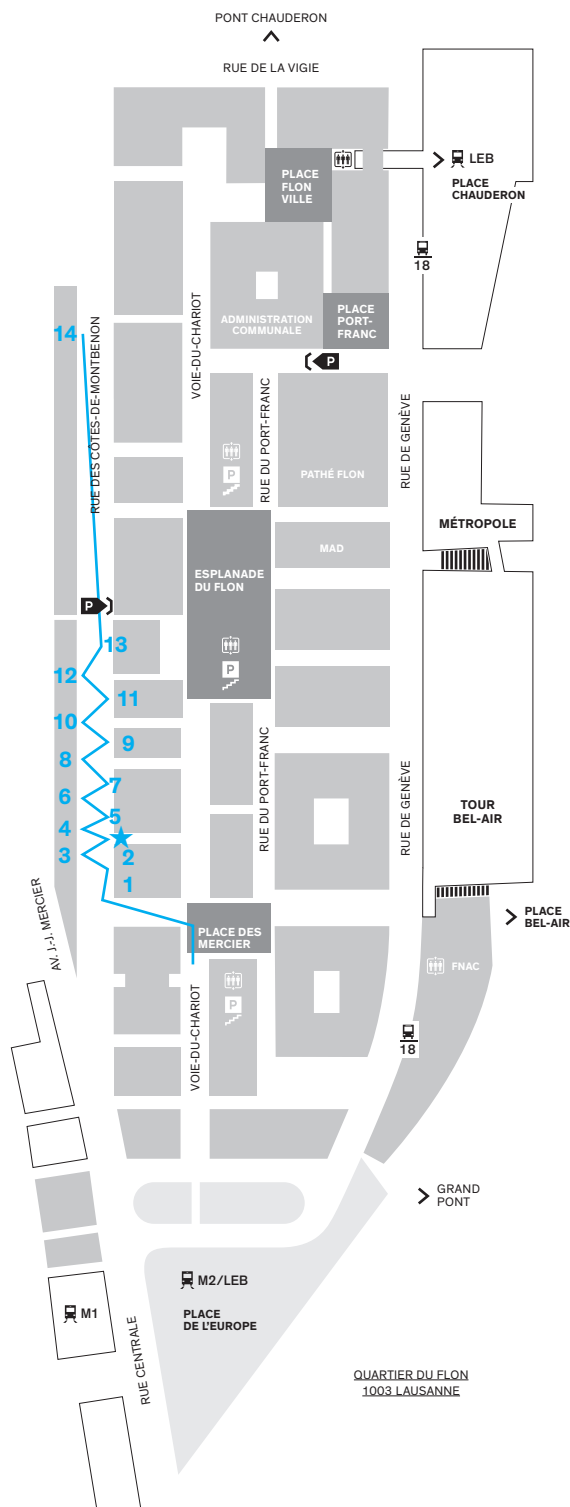 PONT CHAUDERON
RUE DE LA VIGIE
PLACE
FLON
VILLE
LEB
PLACE
CHAUDERON
18
ADMINISTRATION
COMMUNALE
PLACE
PORT-
FRANC
P
14
RUE DES CÔTES-DE-MONTBENON
VOIE-DU-CHARIOT
RUE DU PORT-FRANC
RUE DE GENÈVE
P
PATHÉ FLON
MÉTROPOLE
MAD
ESPLANADE
DU FLON
P
P
13
12
11
10
9
8
7
6
5
4
3
2
1
RUE DU PORT-FRANC
RUE DE GENÈVE
TOUR
BEL-AIR
AV. J.-J. MERCIER
PLACE DES
MERCIER
PLACE
BEL-AIR
FNAC
P
VOIE-DU-CHARIOT
18
GRAND
PONT
M2/LEB
PLACE
DE L'EUROPE
M1
RUE CENTRALE
QUARTIER DU FLON
1003 LAUSANNE